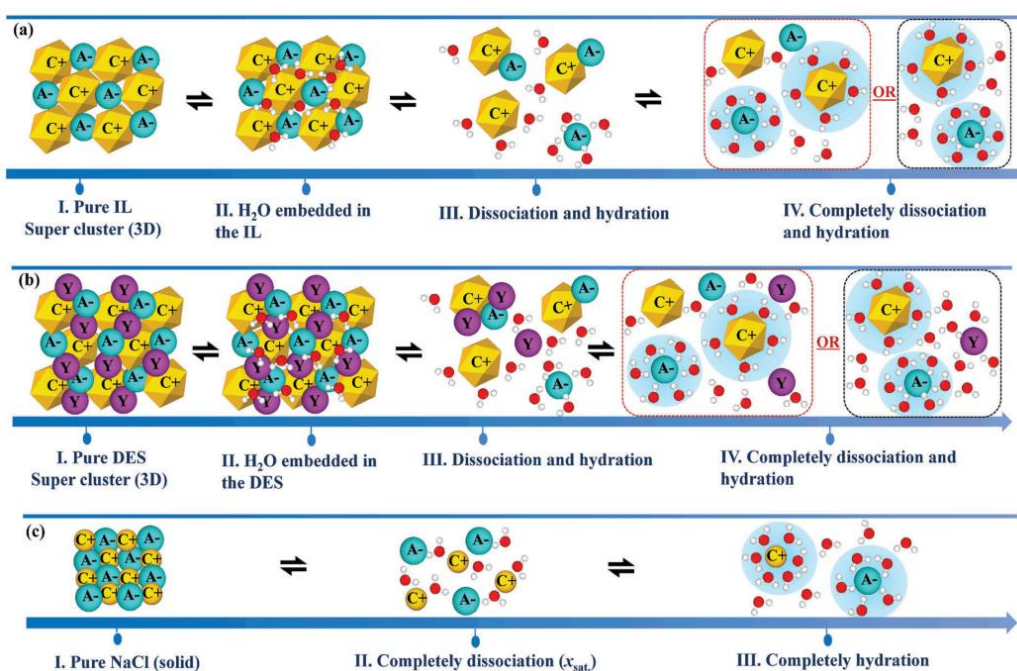 (a)
C+ A- C+ A-
A- C+ A- C+
C+ A- C+ A-
C+ A-
C+ A-
A- C+
C+ A-
C+
C+
C+
A-
A-
C+
A-
C+
A-
OR
C+
A-
I. Pure IL
Super cluster (3D)
II. H2O embedded in
the IL
III. Dissociation and hydration
IV. Completely dissociation
and hydration
(b)
Y Y
C+ A- C+ A-
Y Y
A- C+ A- C+
Y Y
C+ A- C+ A-
Y Y
Y Y
C+ A- A-
Y Y
C+ C+
Y
A- C+ A-
Y Y
C+
Y
Y
A-
C+
A-
Y
C+
A-
C+
A-
Y
C+
A-
Y
OR
C+
Y
A-
I. Pure DES
Super cluster (3D)
II. H2O embedded in
the DES
III. Dissociation and hydration
IV. Completely dissociation and
hydration
(c)
C+ A- C+ A-
A- C+ A- C+
C+ A- C+ A-
A- C+ A- C+
A- A-
C+
C+
C+ A-
C+
A-
I. Pure NaCl (solid)
II. Completely dissociation (xsat.)
III. Completely hydration